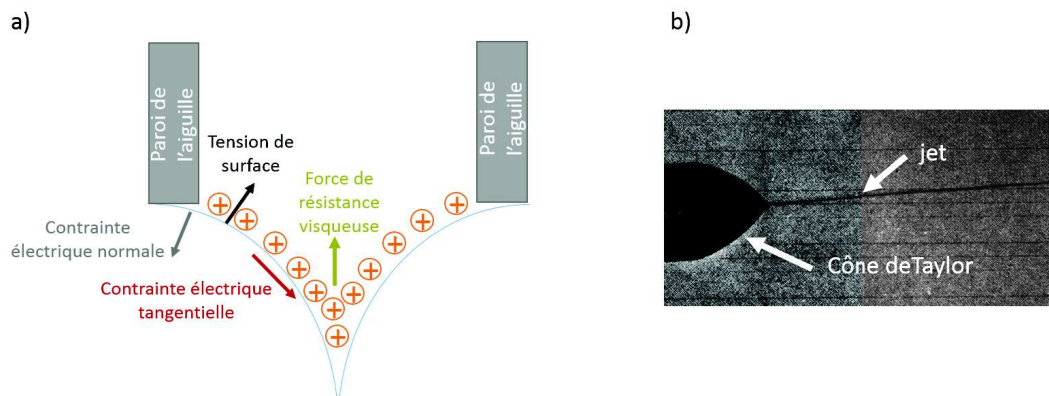 a)
Paroi de
l'aiguille
Tension de
surface
Force de
résistance
visqueuse
Paroi de
l'aiguille
Contrainte
électrique normale
Contrainte électrique
tangentielle
b)
jet
Cône deTaylor